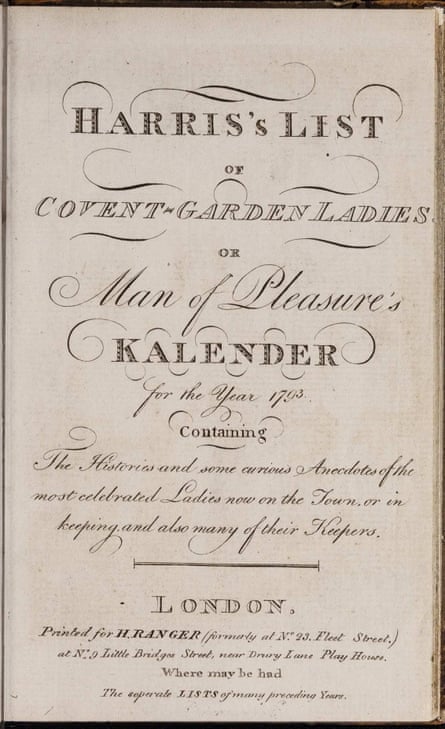 HARRIS'S LIST
OF
COVENT-GARDEN LADIES
OR
Man of Pleasure's
KALENDER
for the Year 1793.
Containing
The Histories and some curious Anecdotes of the
most celebrated Ladies now on the Town, or in
keeping, and also many of their Keepers.
LONDON,
Printed for H. RANGER (formerly at No. 23. Fleet Street,)
at No. 9 Little Bridges Street, near Drury Lane Play House.
Where may be had
The seperate LISTS of many preceding Years.